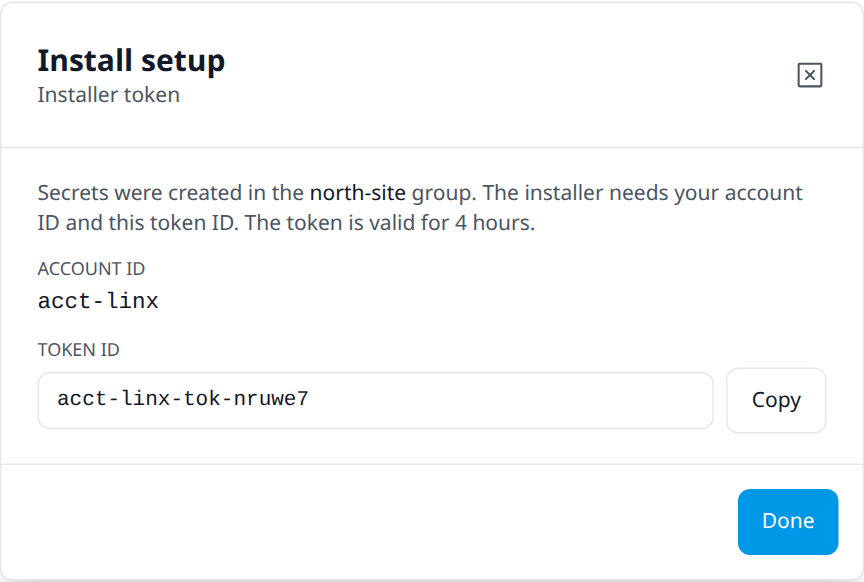 Install setup
Installer token
Secrets were created in the north-site group. The installer needs your account
ID and this token ID. The token is valid for 4 hours.
ACCOUNT ID
acct-linx
TOKEN ID
acct-linx-tok-nruwe7
Copy
Done